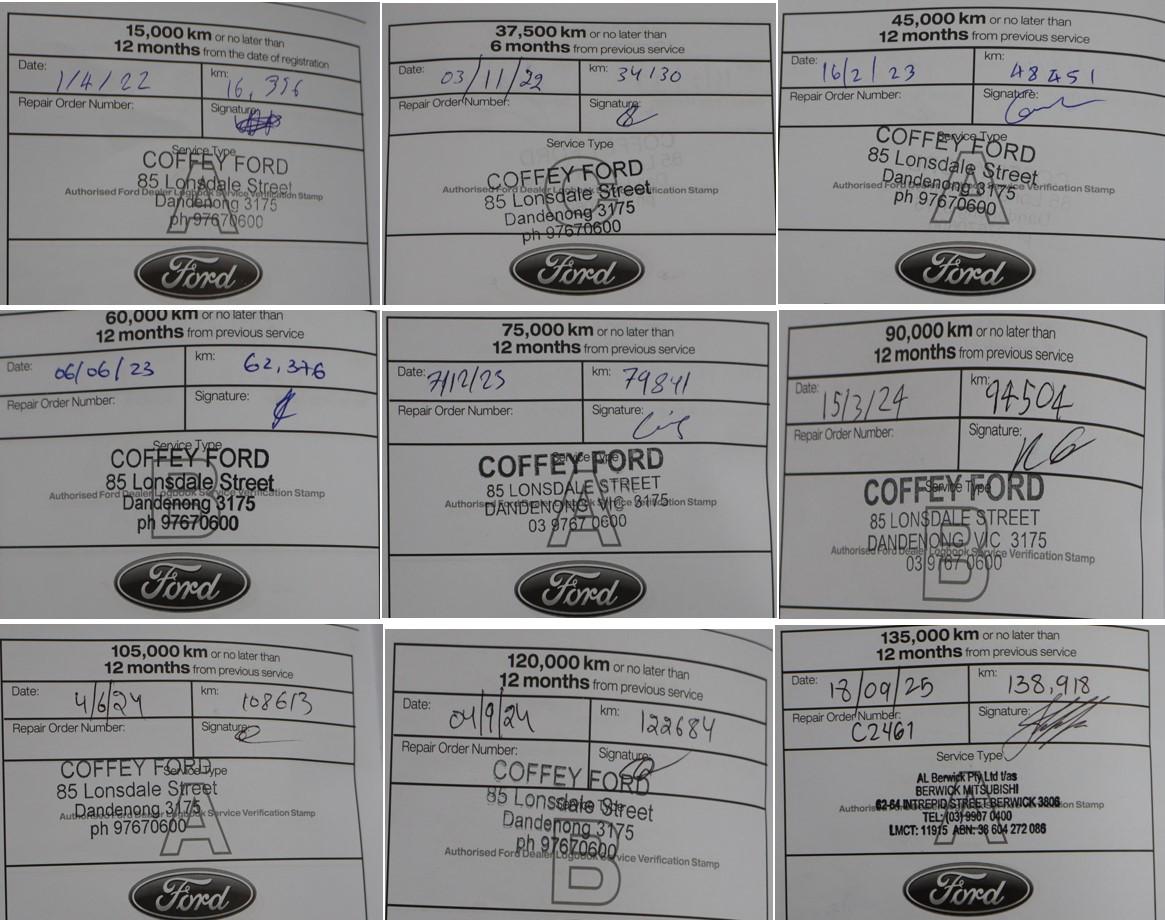 15,000 km or no later than
12 months from the date of registration
Date: 1/4/22 km: 16,396
Repair Order Number: Signature:
Service Type
A
COFFEY FORD
85 Lonsdale Street
Authorised Ford Dealer Logbook Service Verification Stamp
Dandenong 3175
ph 97670600
Ford
37,500 km or no later than
6 months from previous service
Date: 03/11/22 km: 34130
Repair Order Number: Signature:
Service Type
COFFEY FORD
85 Lonsdale Street
Authorised Ford Dealer Logbook Service Verification Stamp
Dandenong 3175
ph 97670600
Ford
45,000 km or no later than
12 months from previous service
Date: 16/2/23 km: 48451
Repair Order Number: Signature:
Service Type
A
COFFEY FORD
85 Lonsdale Street
Authorised Ford Dealer Logbook Service Verification Stamp
Dandenong 3175
ph 97670600
Ford
60,000 km or no later than
12 months from previous service
Date: 06/06/23 km: 62,376
Repair Order Number: Signature:
Service Type
B
COFFEY FORD
85 Lonsdale Street
Authorised Ford Dealer Logbook Service Verification Stamp
Dandenong 3175
ph 97670600
Ford
75,000 km or no later than
12 months from previous service
Date: 7/12/23 km: 79841
Repair Order Number: Signature:
Service Type
A
COFFEY FORD
85 LONSDALE STREET
Authorised Ford Dealer Logbook Service Verification Stamp
DANDENONG VIC 3175
03 9767 0600
Ford
90,000 km or no later than
12 months from previous service
Date: 15/3/24 km: 94504
Repair Order Number: Signature:
Service Type
B
COFFEY FORD
85 LONSDALE STREET
DANDENONG VIC 3175
Authorised Ford Dealer Logbook Service Verification Stamp
03 9767 0600
105,000 km or no later than
12 months from previous service
Date: 4/6/24 km: 108613
Repair Order Number: Signature:
Service Type
A
COFFEY FORD
85 Lonsdale Street
Dandenong 3175
Authorised Ford Dealer Logbook Service Verification Stamp
ph 97670600
Ford
120,000 km or no later than
12 months from previous service
Date: 04/9/24 km: 122684
Repair Order Number: Signature:
COFFEY FORD
Service Type
85 Lonsdale Street
Dandenong 3175
ph 97670600
Authorised Ford Dealer Logbook Service Verification Stamp
B
135,000 km or no later than
12 months from previous service
Date: 18/09/25 km: 138,918
Repair Order Number: C2461 Signature:
Service Type
A
AL Berwick Pty Ltd t/as
BERWICK MITSUBISHI
62-64 INTREPID STREET BERWICK 3806
Authorised Ford Dealer Logbook Service Verification Stamp
TEL: (03) 9907 0400
LMCT: 11915 ABN: 38 604 272 086
Ford